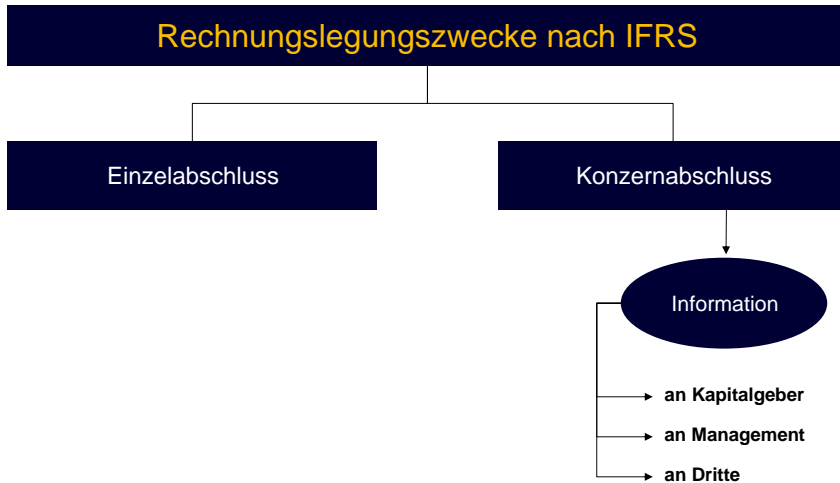 Rechnungslegungszwecke nach IFRS
Einzelabschluss
Konzernabschluss
Information
an Kapitalgeber
an Management
an Dritte